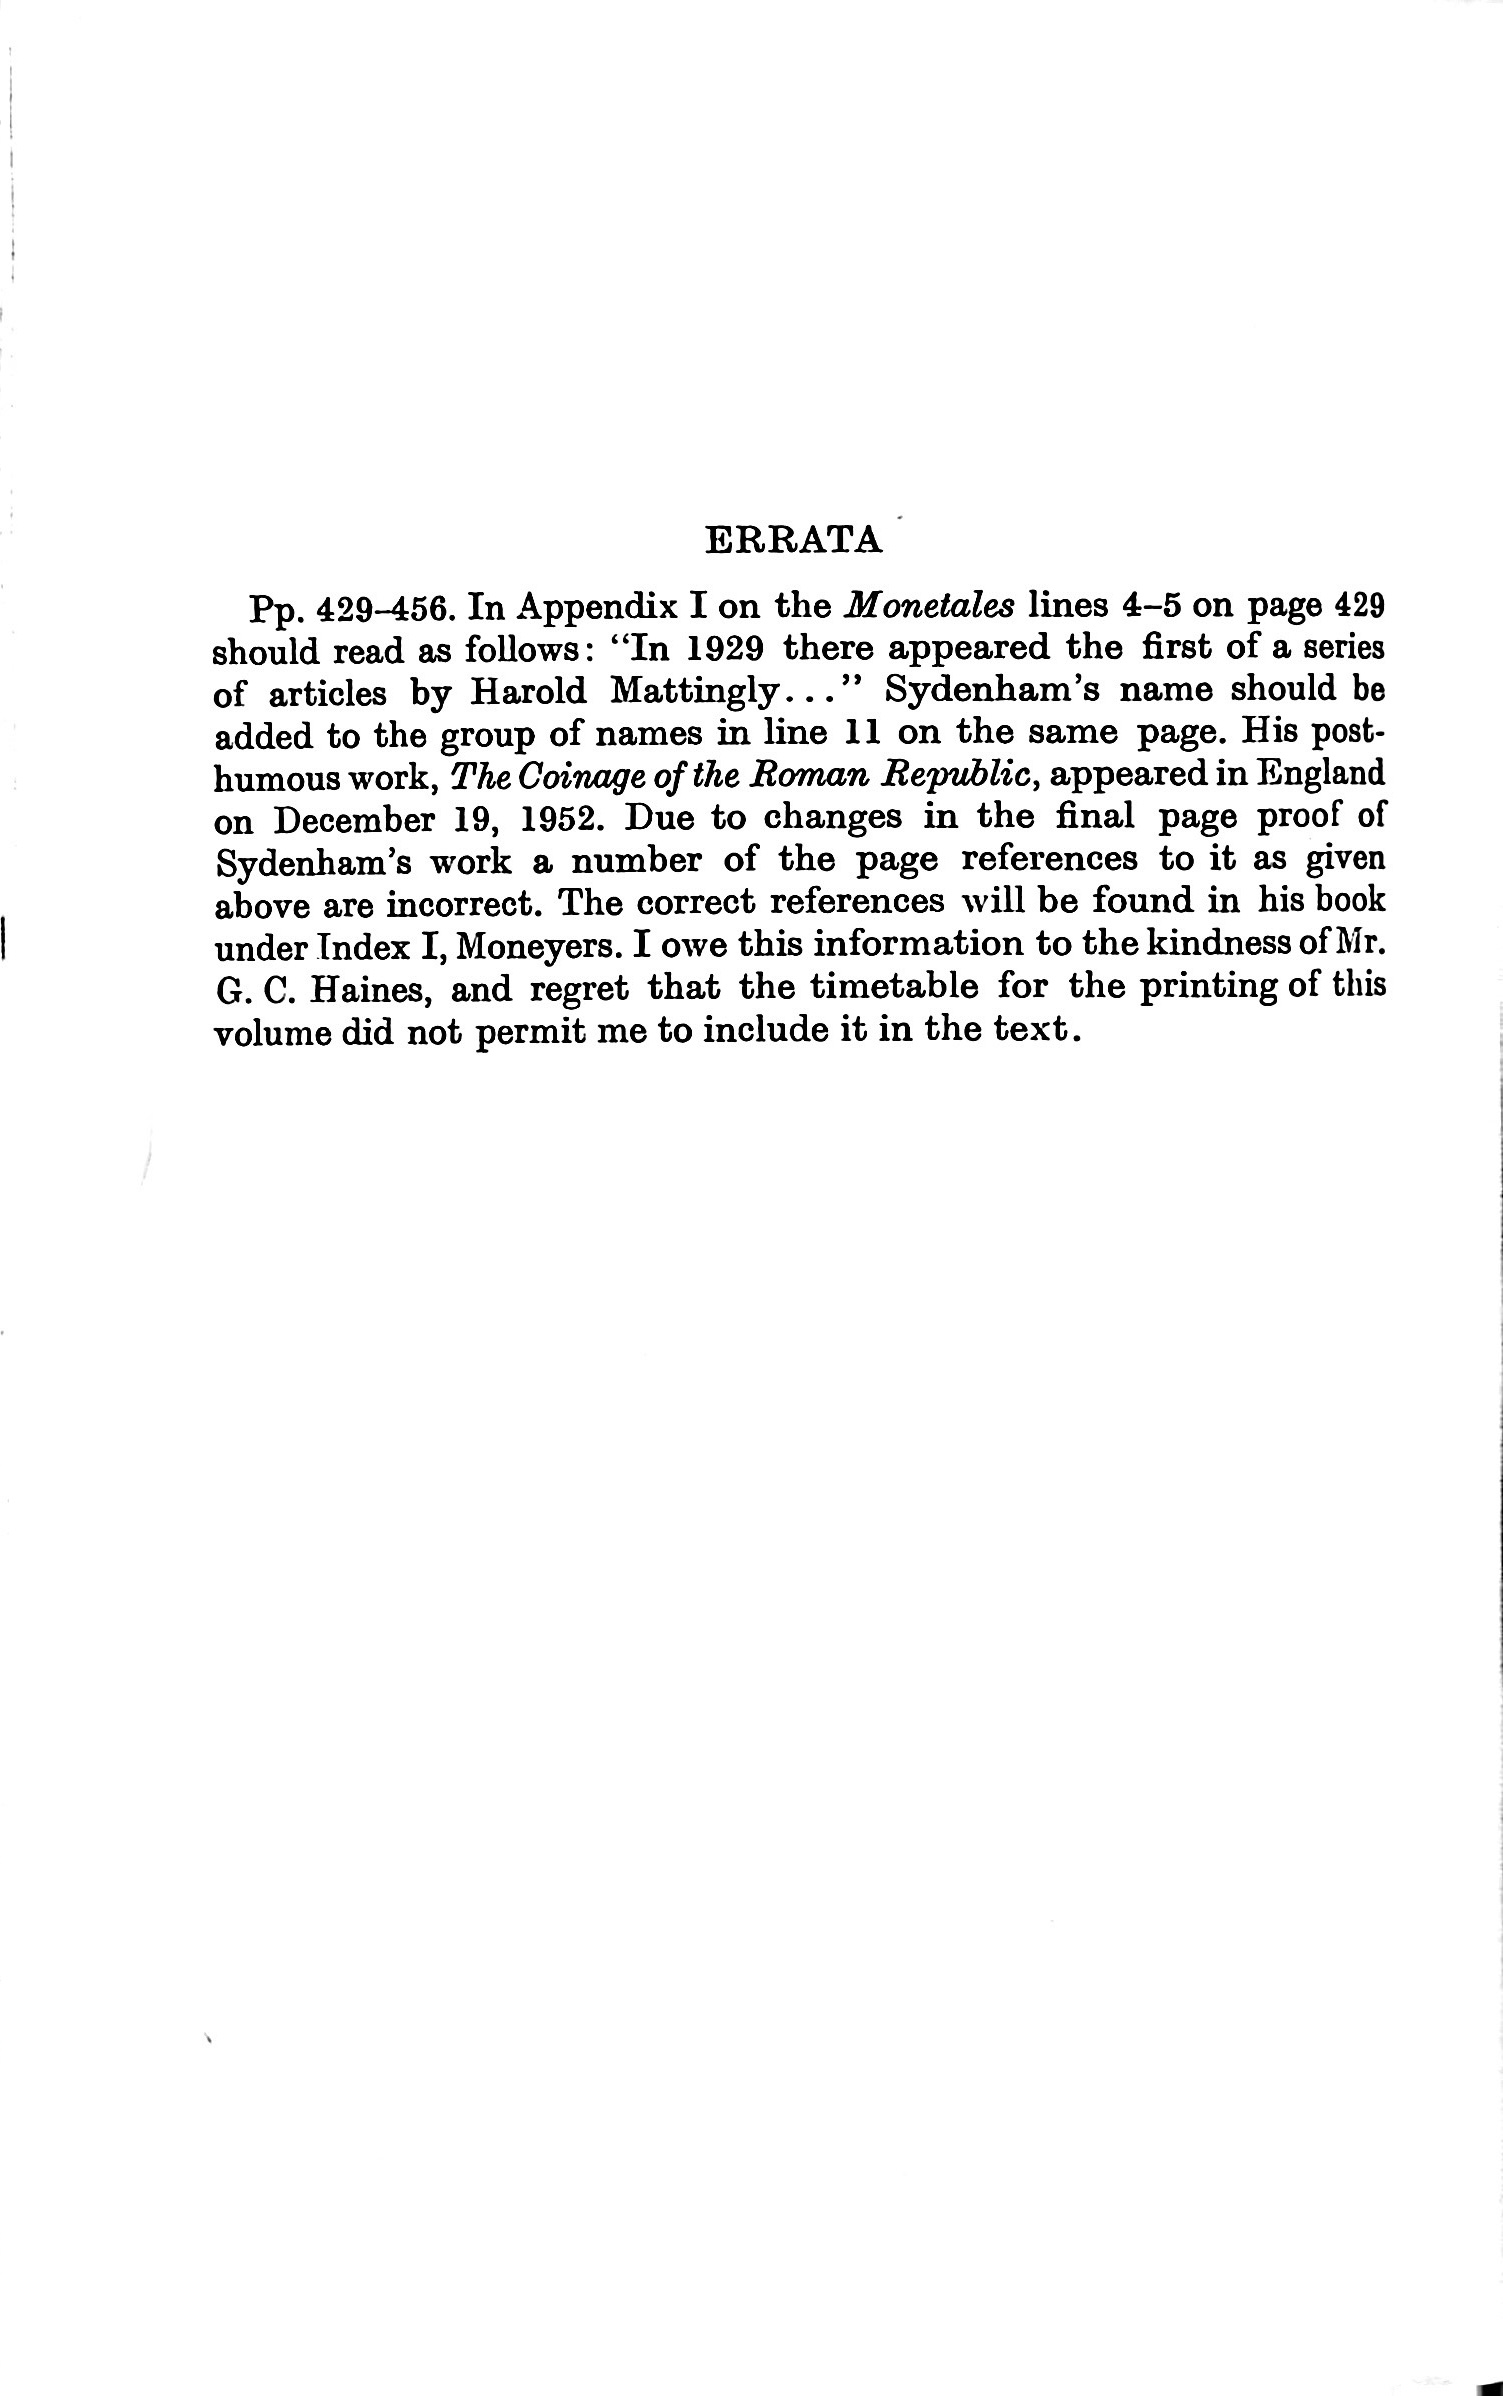 ERRATA
Pp. 429–456. In Appendix I on the Monetales lines 4–5 on page 429
should read as follows: “In 1929 there appeared the first of a series
of articles by Harold Mattingly...” Sydenham’s name should be
added to the group of names in line 11 on the same page. His post-
humous work, The Coinage of the Roman Republic, appeared in England
on December 19, 1952. Due to changes in the final page proof of
Sydenham’s work a number of the page references to it as given
above are incorrect. The correct references will be found in his book
under Index I, Moneyers. I owe this information to the kindness of Mr.
G. C. Haines, and regret that the timetable for the printing of this
volume did not permit me to include it in the text.